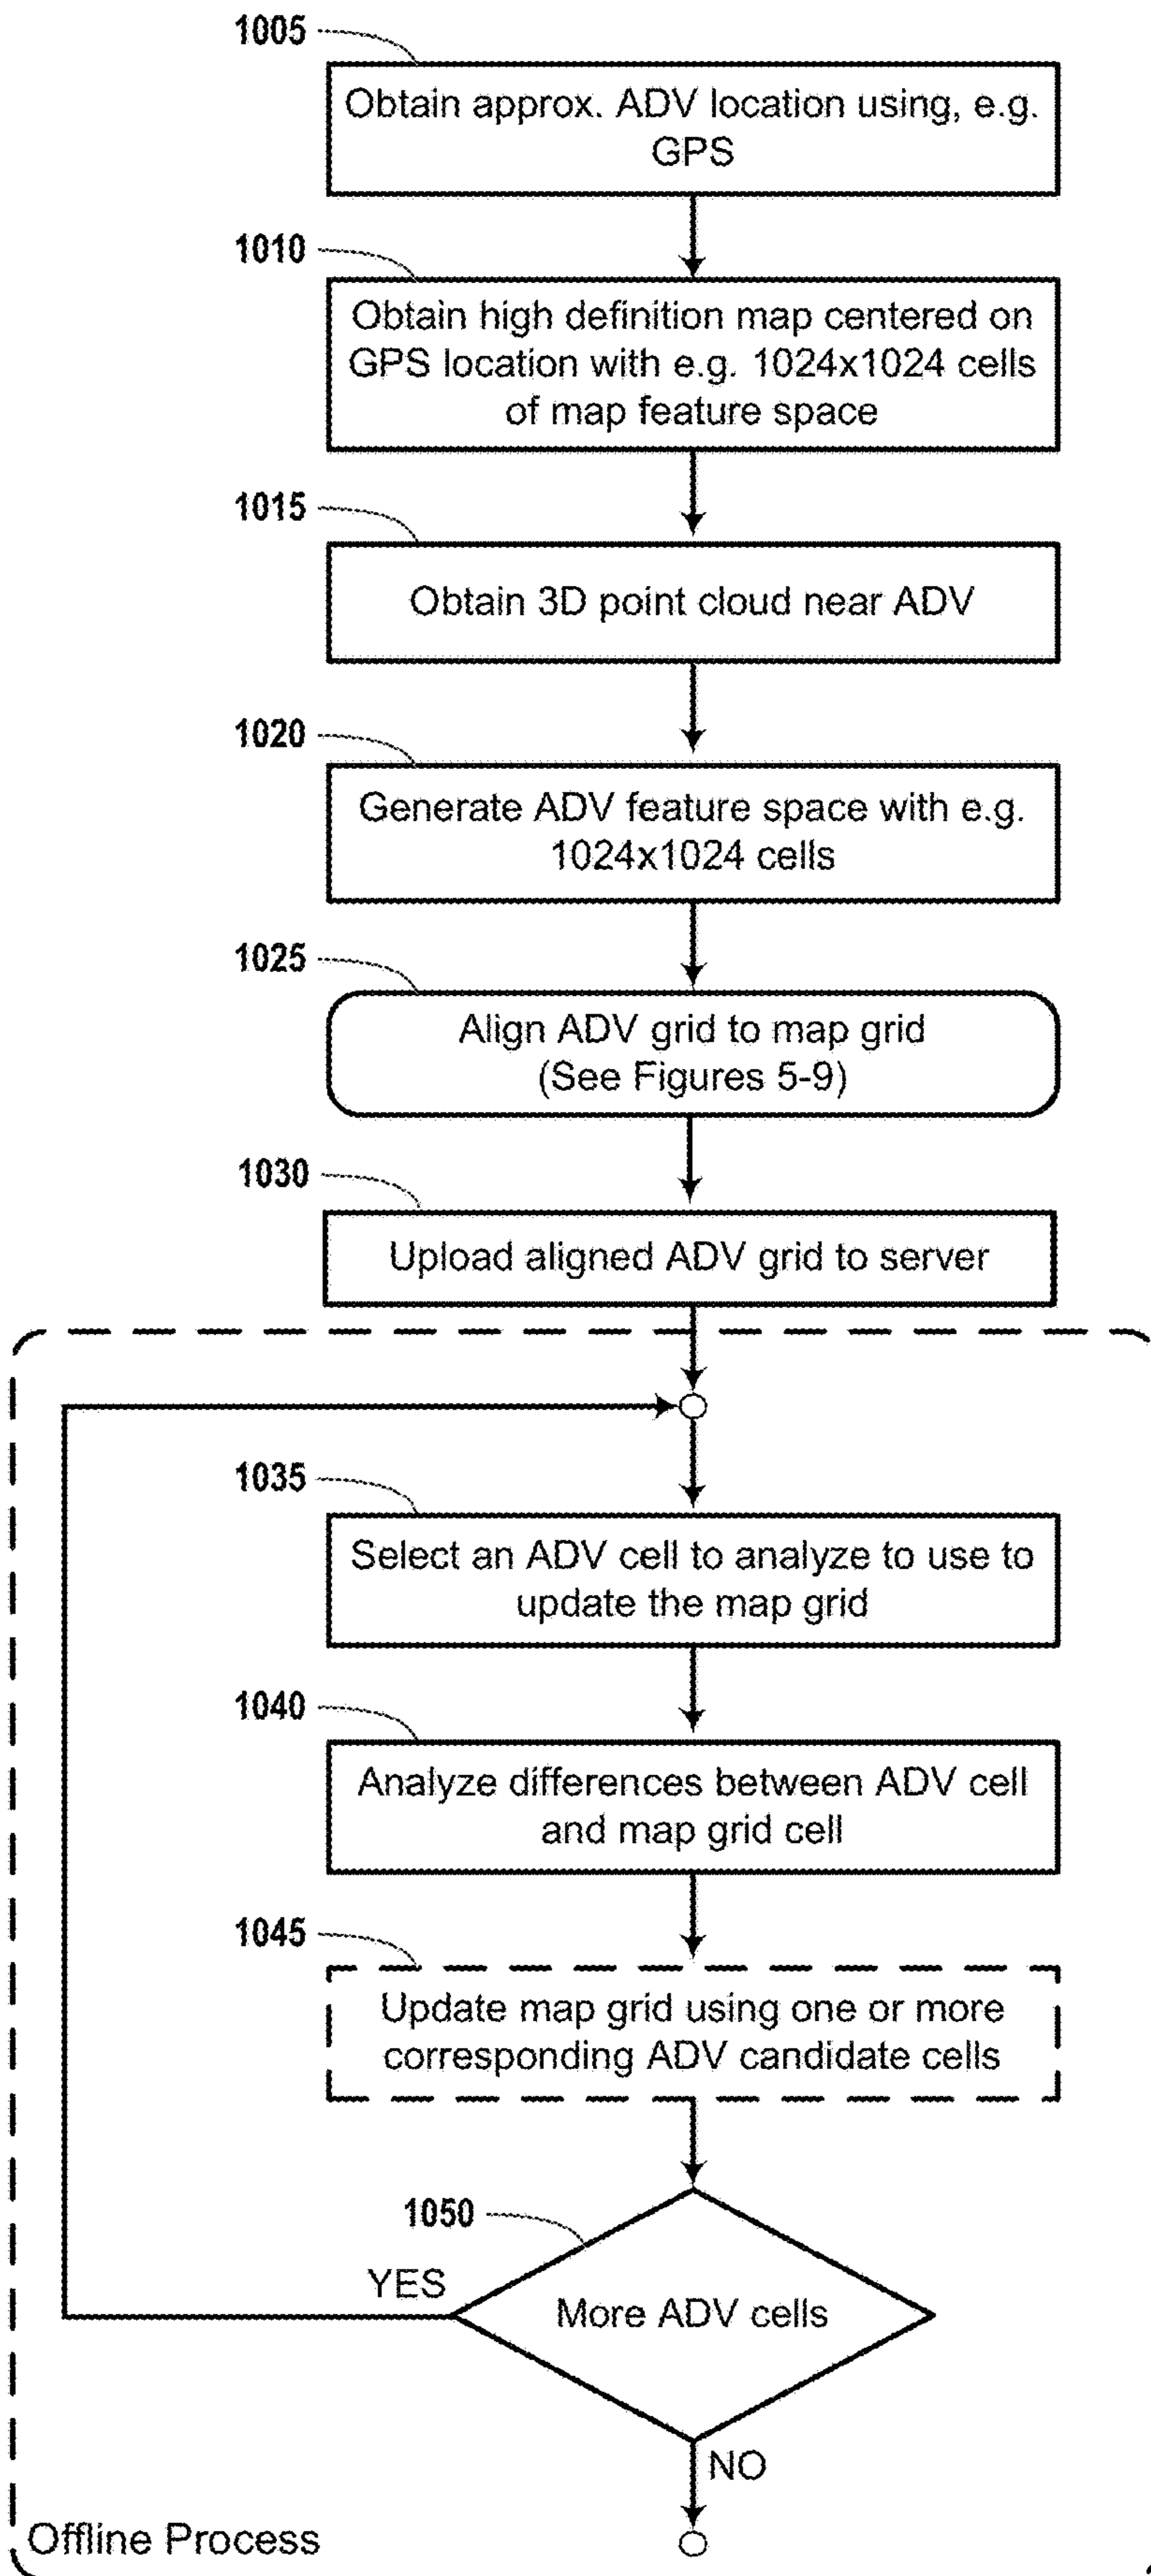 1005
Obtain approx. ADV location using, e.g.
GPS
1010
Obtain high definition map centered on
GPS location with e.g. 1024x1024 cells
of map feature space
1015
Obtain 3D point cloud near ADV
1020
Generate ADV feature space with e.g.
1024x1024 cells
1025
Align ADV grid to map grid
(See Figures 5-9)
1030
Upload aligned ADV grid to server
1035
Select an ADV cell to analyze to use to
update the map grid
1040
Analyze differences between ADV cell
and map grid cell
1045
Update map grid using one or more
corresponding ADV candidate cells
1050
YES
More ADV cells
NO
Offline Process